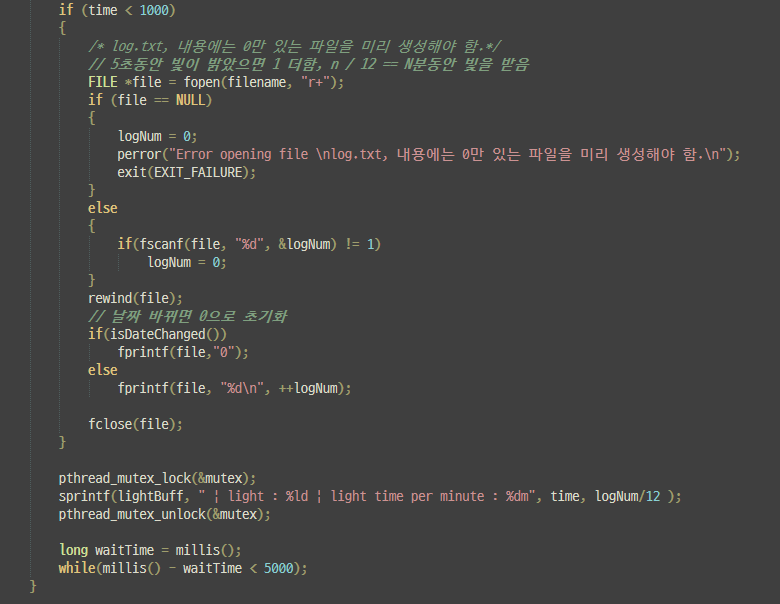 if (time < 1000)
{
/* log.txt, 내용에는 0만 있는 파일을 미리 생성해야 함.*/
// 5초동안 빛이 밝았으면 1 더함, n / 12 == N분동안 빛을 받음
FILE *file = fopen(filename, "r+");
if (file == NULL)
{
logNum = 0;
perror("Error opening file \nlog.txt, 내용에는 0만 있는 파일을 미리 생성해야 함.\n");
exit(EXIT_FAILURE);
}
else
{
if(fscanf(file, "%d", &logNum) != 1)
logNum = 0;
}
rewind(file);
// 날짜 바뀌면 0으로 초기화
if(isDateChanged())
fprintf(file,"0");
else
fprintf(file, "%d\n", ++logNum);
fclose(file);
}
pthread_mutex_lock(&mutex);
sprintf(lightBuff, " ¦ light : %ld ¦ light time per minute : %dm", time, logNum/12 );
pthread_mutex_unlock(&mutex);
long waitTime = millis();
while(millis() - waitTime < 5000);
}